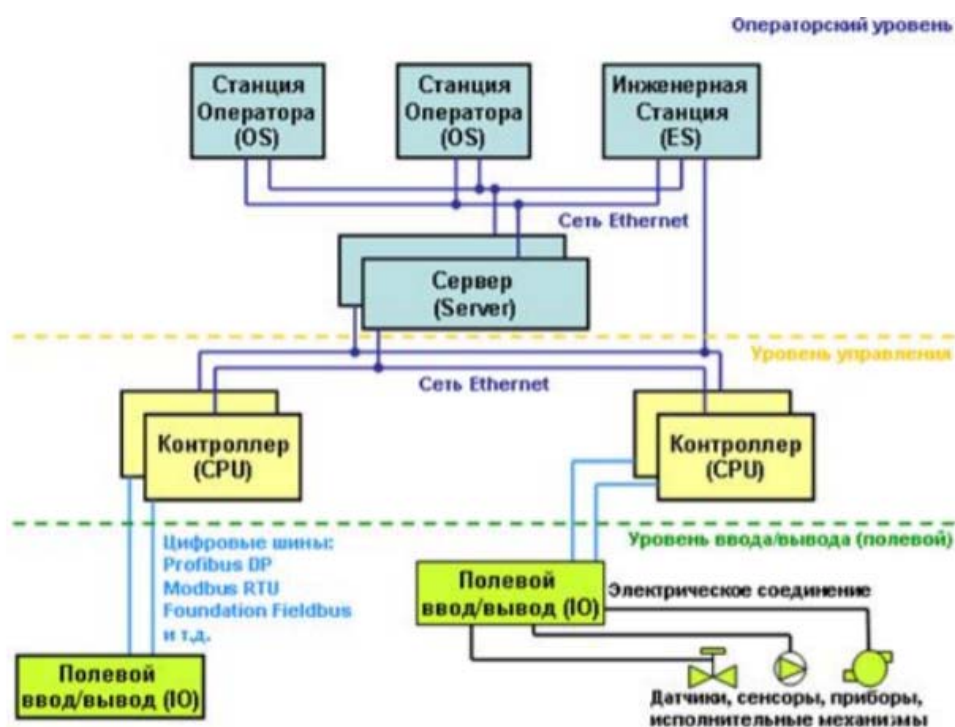 Операторский уровень
Станция
Оператора
(OS)
Станция
Оператора
(OS)
Инженерная
Станция
(ES)
Сеть Ethernet
Сервер
(Server)
Уровень управления
Сеть Ethernet
Контроллер
(CPU)
Контроллер
(CPU)
Уровень ввода/вывода (полевой)
Цифровые шины:
Profibus DP
Modbus RTU
Foundation Fieldbus
и т.д.
Полевой
ввод/вывод (IO)
Электрическое соединение
Полевой
ввод/вывод (IO)
Датчики, сенсоры, приборы,
исполнительные механизмы